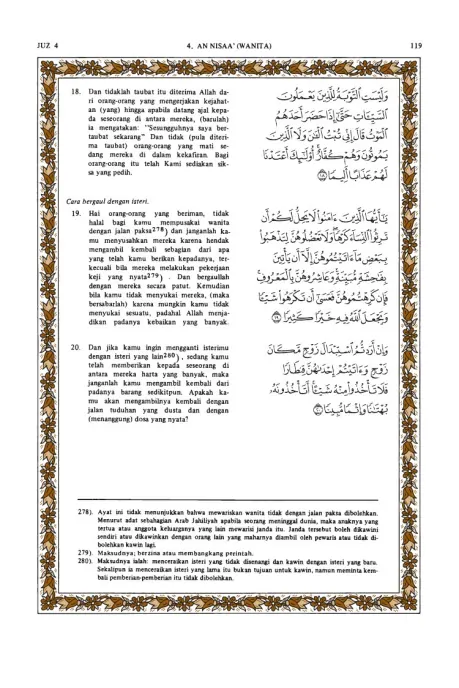 JUZ 4
4. AN NISAA' (WANITA)
119
18. Dan tidaklah taubat itu diterima Allah da-
ri orang-orang yang mengerjakan kejahat-
an (yang) hingga apabila datang ajal kepa-
da seseorang di antara mereka, (barulah)
ia mengatakan: "Sesungguhnya saya ber-
taubat sekarang" Dan tidak (pula diteri-
ma taubat) orang-orang yang mati se-
dang mereka di dalam kekafiran. Bagi
orang-orang itu telah Kami sediakan sik-
sa yang pedih.
وَلَيْسَتِ ٱلتَّوْبَةُ لِلَّذِينَ يَعْمَلُونَ
ٱلسَّيِّـَٔاتِ حَتَّىٰٓ إِذَا حَضَرَ أَحَدَهُمُ
ٱلْمَوْتُ قَالَ إِنِّى تُبْتُ ٱلْـَٰٔنَ وَلَا ٱلَّذِينَ
يَمُوتُونَ وَهُمْ كُفَّارٌ أُو۟لَـٰٓئِكَ أَعْتَدْنَا
لَهُمْ عَذَابًا أَلِيمًا ١٨
Cara bergaul dengan isteri.
19. Hai orang-orang yang beriman, tidak
halal bagi kamu mempusakai wanita
dengan jalan paksa278) dan janganlah ka-
mu menyusahkan mereka karena hendak
mengambil kembali sebagian dari apa
yang telah kamu berikan kepadanya, ter-
kecuali bila mereka melakukan pekerjaan
keji yang nyata279) . Dan bergaullah
dengan mereka secara patut. Kemudian
bila kamu tidak menyukai mereka, (maka
bersabarlah) karena mungkin kamu tidak
menyukai sesuatu, padahal Allah menja-
dikan padanya kebaikan yang banyak.
يَـٰٓأَيُّهَا ٱلَّذِينَ ءَامَنُوا۟ لَا يَحِلُّ لَكُمْ أَن
تَرِثُوا۟ ٱلنِّسَآءَ كَرْهًا وَلَا تَعْضُلُوهُنَّ لِتَذْهَبُوا۟
بِبَعْضِ مَآ ءَاتَيْتُمُوهُنَّ إِلَّآ أَن يَأْتِينَ
بِفَـٰحِشَةٍ مُّبَيِّنَةٍ وَعَاشِرُوهُنَّ بِٱلْمَعْرُوفِ
فَإِن كَرِهْتُمُوهُنَّ فَعَسَىٰٓ أَن تَكْرَهُوا۟ شَيْـًٔا
وَيَجْعَلَ ٱللَّهُ فِيهِ خَيْرًا كَثِيرًا ١٩
20. Dan jika kamu ingin mengganti isterimu
dengan isteri yang lain280) , sedang kamu
telah memberikan kepada seseorang di
antara mereka harta yang banyak, maka
janganlah kamu mengambil kembali dari
padanya barang sedikitpun. Apakah ka-
mu akan mengambilnya kembali dengan
jalan tuduhan yang dusta dan dengan
(menanggung) dosa yang nyata?
وَإِنْ أَرَدتُّمُ ٱسْتِبْدَالَ زَوْجٍ مَّكَانَ
زَوْجٍ وَءَاتَيْتُمْ إِحْدَىٰهُنَّ قِنطَارًا
فَلَا تَأْخُذُوا۟ مِنْهُ شَيْـًٔا أَتَأْخُذُونَهُۥ
بُهْتَـٰنًا وَإِثْمًا مُّبِينًا ٢٠
278). Ayat ini tidak menunjukkan bahwa mewariskan wanita tidak dengan jalan paksa dibolehkan.
Menurut adat sebahagian Arab Jahiliyah apabila seorang meninggal dunia, maka anaknya yang
tertua atau anggota keluarganya yang lain mewarisi janda itu. Janda tersebut boleh dikawini
sendiri atau dikawinkan dengan orang lain yang maharnya diambil oleh pewaris atau tidak di-
bolehkan kawin lagi.
279). Maksudnya; berzina atau membangkang perintah.
280). Maksudnya ialah: menceraikan isteri yang tidak disenangi dan kawin dengan isteri yang baru.
Sekalipun ia menceraikan isteri yang lama itu bukan tujuan untuk kawin, namun meminta kem-
bali pemberian-pemberian itu tidak dibolehkan.